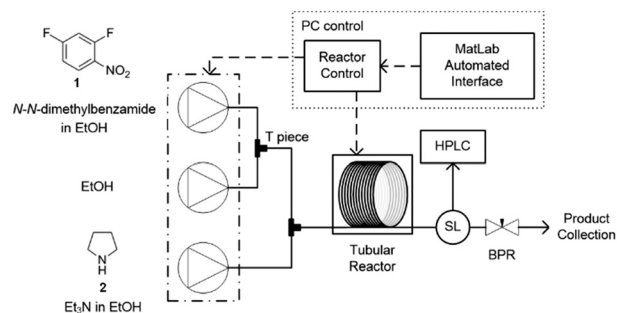 F
F
NO₂
1
N-N-dimethylbenzamide
in EtOH
EtOH
N
H
2
Et₃N in EtOH
T piece
PC control
Reactor
Control
MatLab
Automated
Interface
Tubular
Reactor
HPLC
SL
BPR
Product
Collection